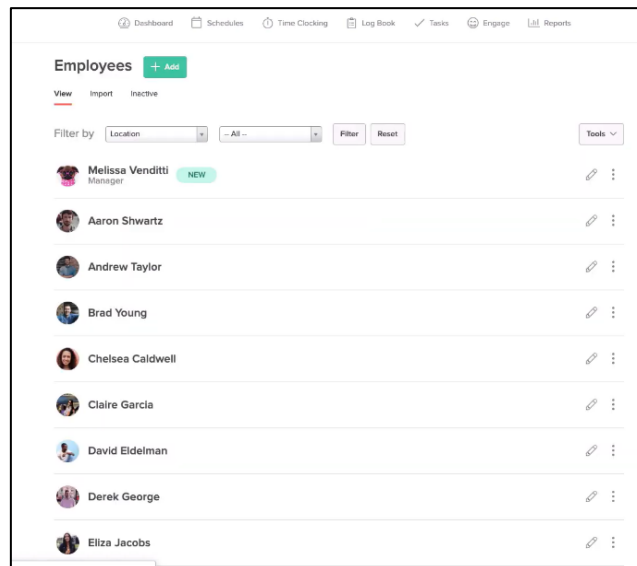 Dashboard Schedules Time Clocking Log Book Tasks Engage Reports
Employees + Add
View Import Inactive
Filter by Location -- All -- Filter Reset Tools
Melissa Venditti NEW
Manager
Aaron Shwartz
Andrew Taylor
Brad Young
Chelsea Caldwell
Claire Garcia
David Eldelman
Derek George
Eliza Jacobs